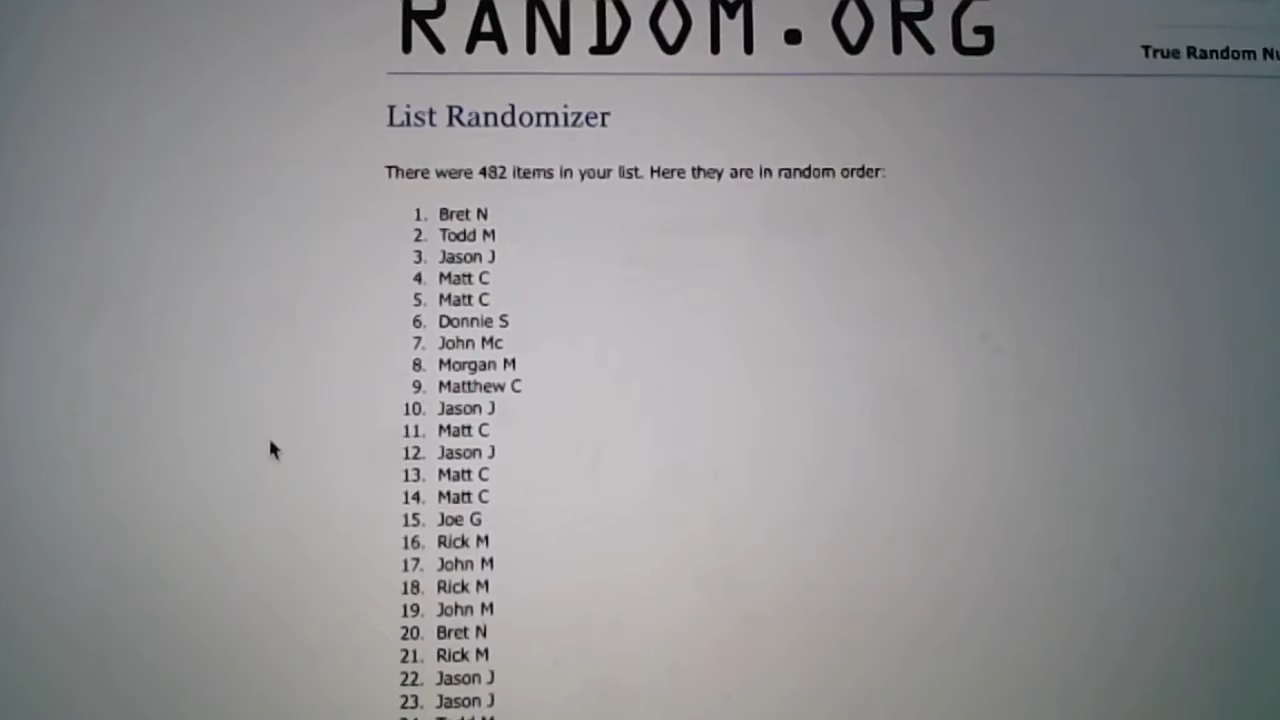 RANDOM.ORG
True Random
List Randomizer
There were 482 items in your list. Here they are in random order:
1. Bret N
2. Todd M
3. Jason J
4. Matt C
5. Matt C
6. Donnie S
7. John Mc
8. Morgan M
9. Matthew C
10. Jason J
11. Matt C
12. Jason J
13. Matt C
14. Matt C
15. Joe G
16. Rick M
17. John M
18. Rick M
19. John M
20. Bret N
21. Rick M
22. Jason J
23. Jason J